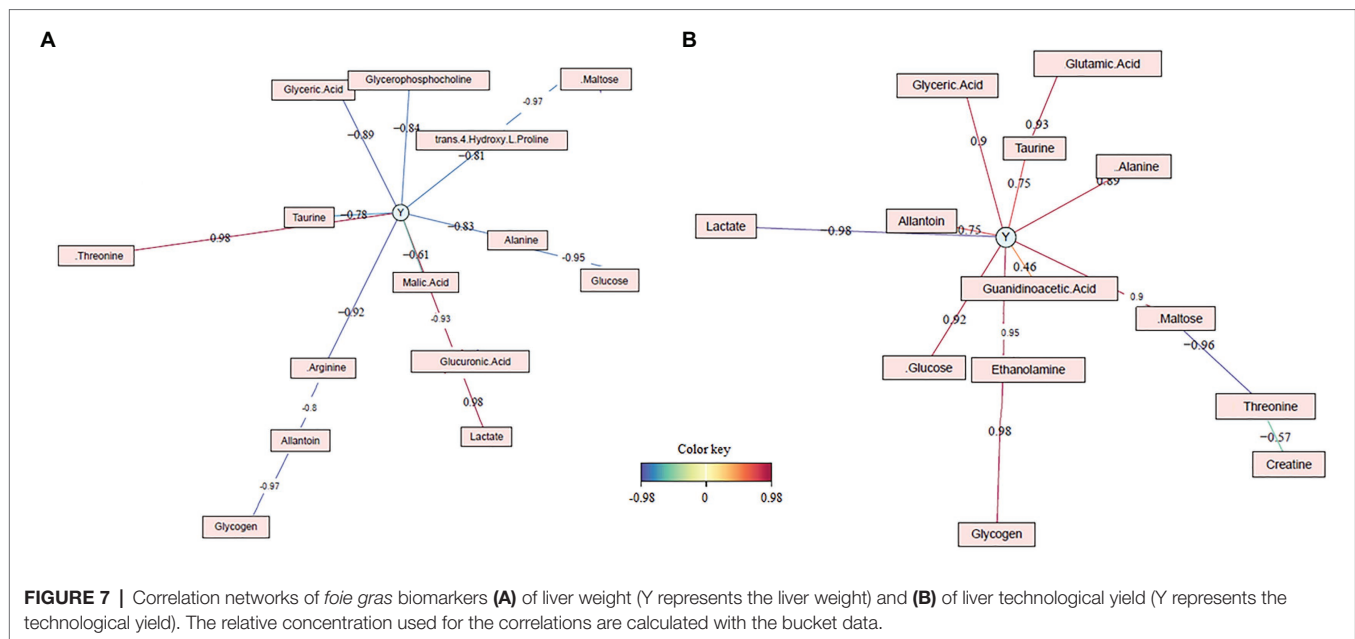 A
B
Glyceric.Acid
Glycerophosphocholine
.Maltose
−0.97
−0.89
−0.84
trans.4.Hydroxy.L.Proline
−0.81
Taurine
−0.78
Y
−0.83
Alanine
−0.95
Glucose
.Threonine
0.98
−0.61
Malic.Acid
−0.92
−0.93
.Arginine
Glucuronic.Acid
0.98
Lactate
-0.8
Allantoin
-0.97
Glycogen
Glutamic.Acid
Glyceric.Acid
0.93
0.9
Taurine
0.75
.Alanine
0.89
Lactate
−0.98
Allantoin
0.75
Y
0.46
Guanidinoacetic.Acid
0.9
.Maltose
0.92
0.95
−0.96
.Glucose
Ethanolamine
Threonine
−0.57
Creatine
0.98
Glycogen
Color key
-0.98 0 0.98
FIGURE 7 | Correlation networks of foie gras biomarkers (A) of liver weight (Y represents the liver weight) and (B) of liver technological yield (Y represents the
technological yield). The relative concentration used for the correlations are calculated with the bucket data.